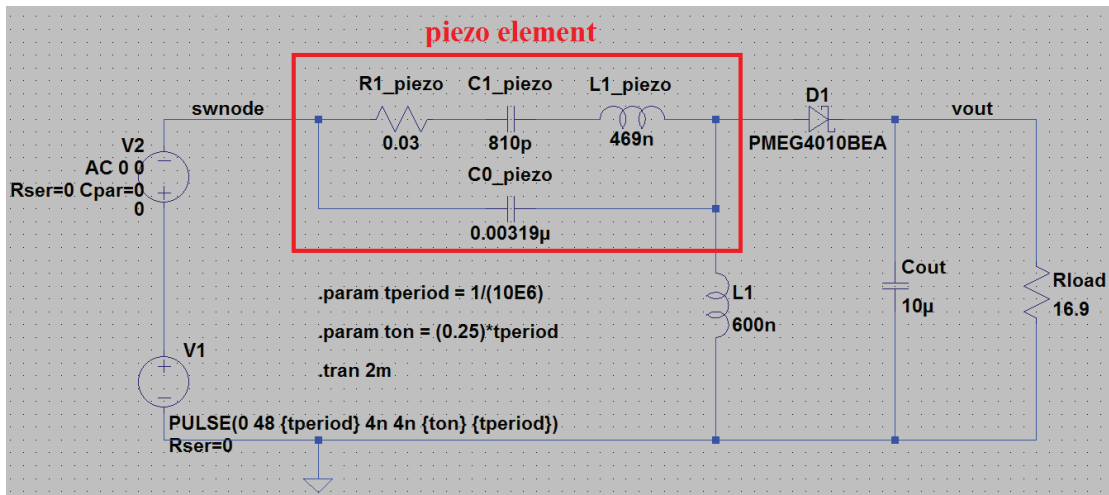 piezo element
R1_piezo
C1_piezo
L1_piezo
D1
swnode
vout
0.03
810p
469n
PMEG4010BEA
V2
AC 0 0
Rser=0 Cpar=0
0
C0_piezo
0.00319µ
Cout
10µ
Rload
16.9
L1
600n
.param tperiod = 1/(10E6)
.param ton = (0.25)*tperiod
.tran 2m
V1
PULSE(0 48 {tperiod} 4n 4n {ton} {tperiod})
Rser=0